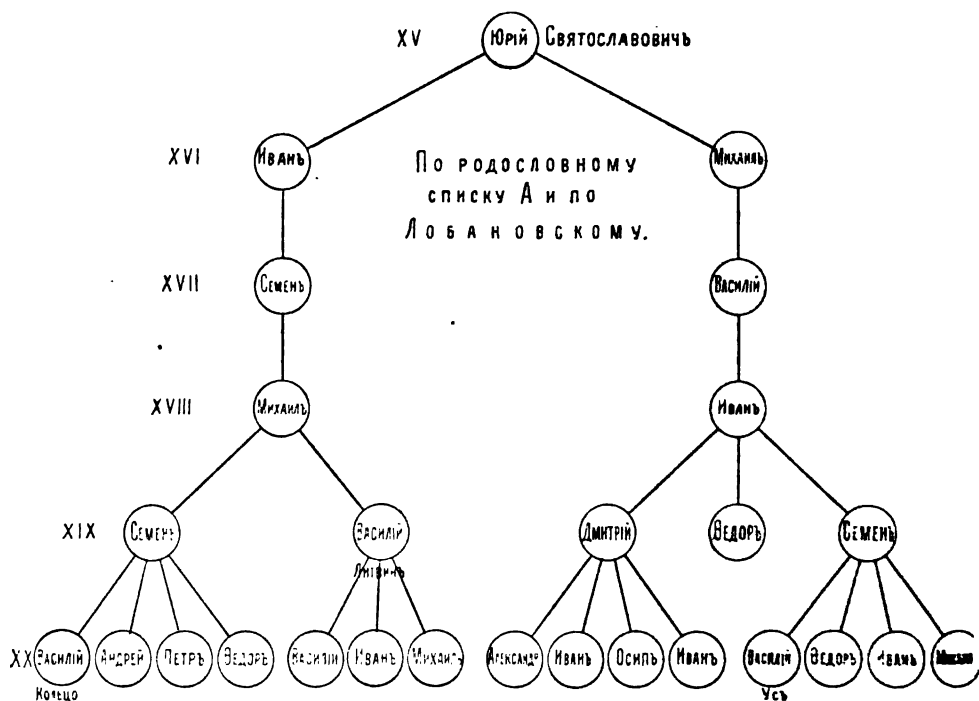 XV Юрій Святославовичъ
XVI Иванъ Михаилъ
По родословному
списку А и по
Лобановскому.
XVII Семенъ Василій
XVIII Михаилъ Иванъ
XIX Семенъ Василій Дмитрій Ѳедоръ Семенъ
Литвинъ
XX Василій Андрей Петръ Ѳедоръ Василій Иванъ Михаилъ Александръ Иванъ Осипъ Иванъ Василій Ѳедоръ Иванъ
Кольцо Усъ